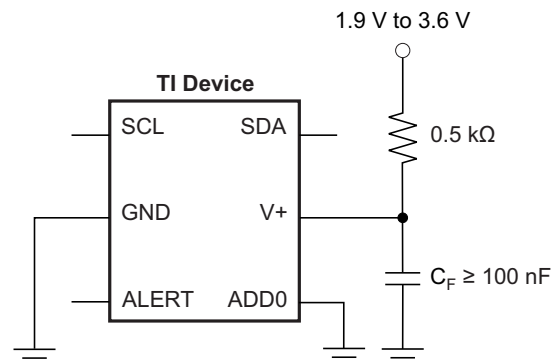 1.9 V to 3.6 V
TI Device
SCL SDA
0.5 kΩ
GND V+
C_F ≥ 100 nF
ALERT ADD0